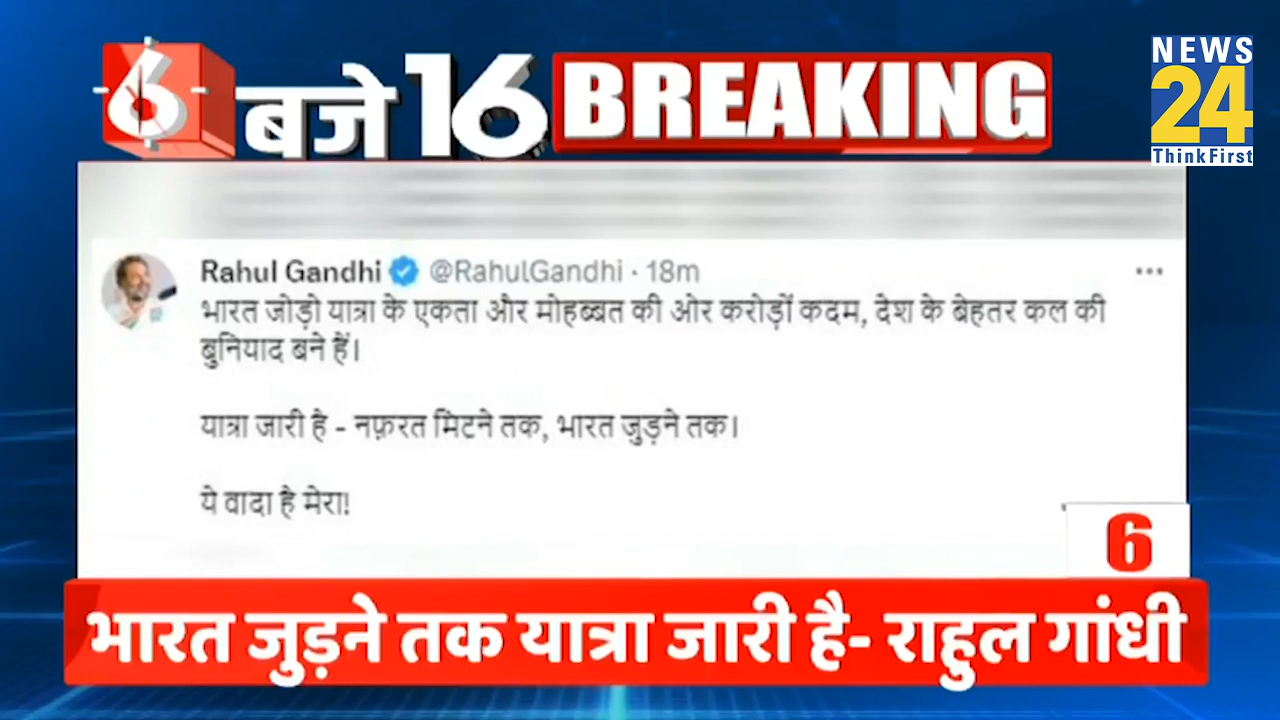 6 बजे 16 BREAKING
NEWS
24
ThinkFirst
Rahul Gandhi @RahulGandhi · 18m
भारत जोड़ो यात्रा के एकता और मोहब्बत की ओर करोड़ों कदम, देश के बेहतर कल की
बुनियाद बने हैं।
यात्रा जारी है - नफ़रत मिटने तक, भारत जुड़ने तक।
ये वादा है मेरा!
6
भारत जुड़ने तक यात्रा जारी है- राहुल गांधी